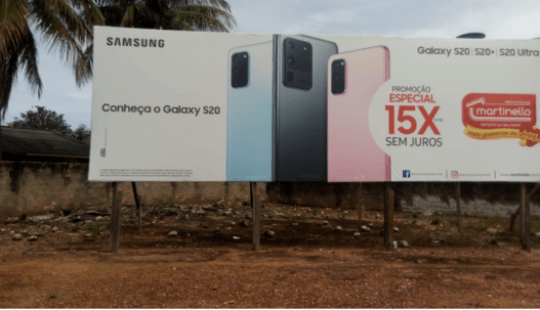 SAMSUNG
Galaxy S20 | S20+ | S20 Ultra
Conheça o Galaxy S20
PROMOÇÃO
ESPECIAL
15X
SEM JUROS
martinello